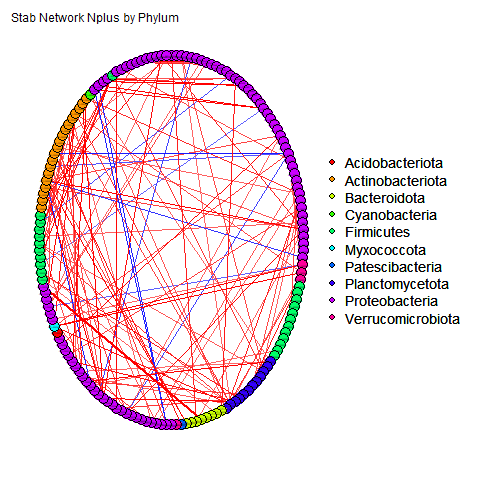 Stab Network Nplus by Phylum
Acidobacteriota
Actinobacteriota
Bacteroidota
Cyanobacteria
Firmicutes
Myxococcota
Patescibacteria
Planctomycetota
Proteobacteria
Verrucomicrobiota